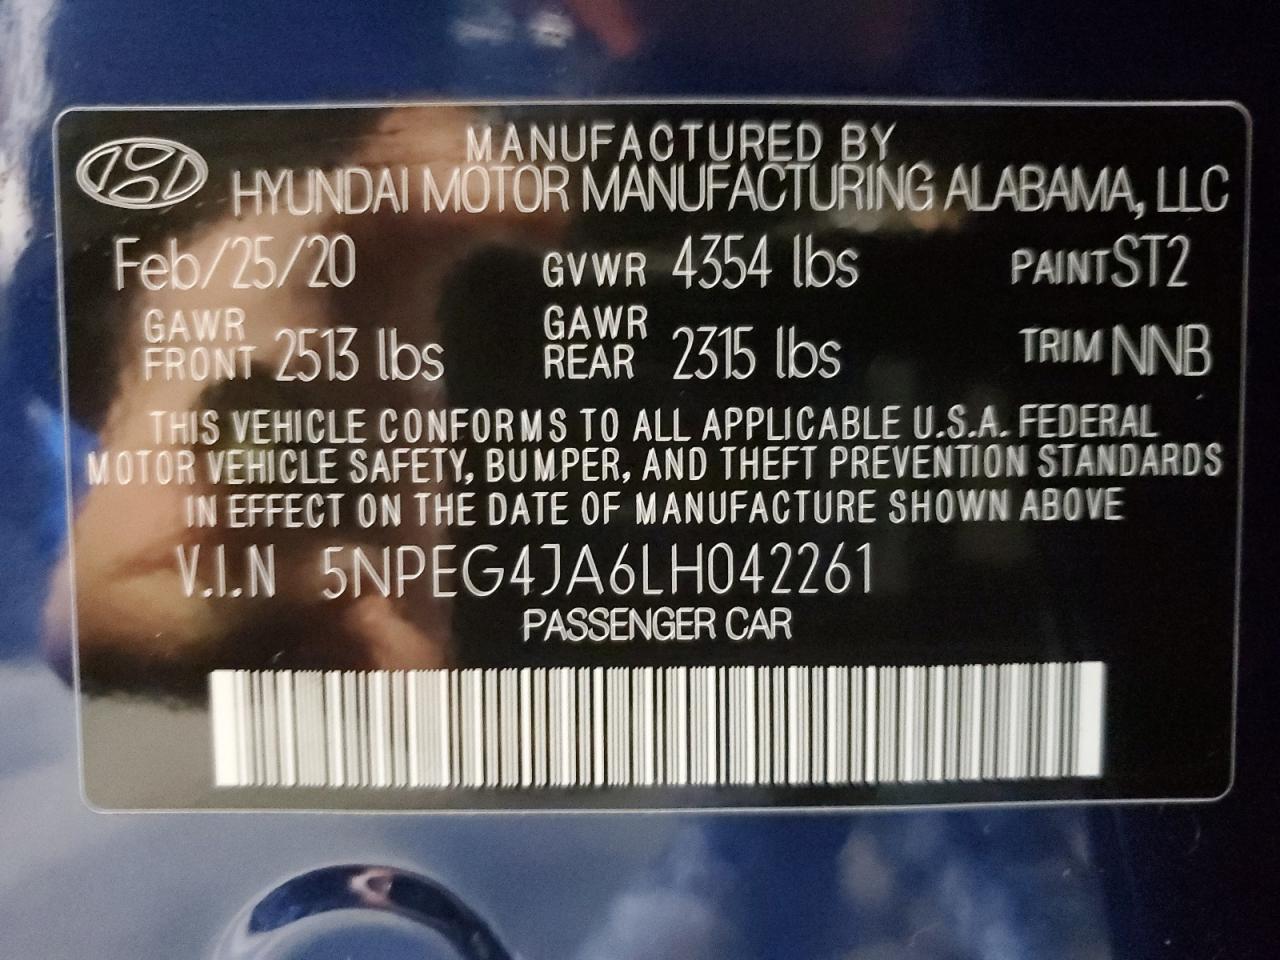 MANUFACTURED BY
HYUNDAI MOTOR MANUFACTURING ALABAMA, LLC
Feb/25/20 GVWR 4354 lbs PAINT ST2
GAWR FRONT 2513 lbs GAWR REAR 2315 lbs TRIM NNB
THIS VEHICLE CONFORMS TO ALL APPLICABLE U.S.A. FEDERAL
MOTOR VEHICLE SAFETY, BUMPER, AND THEFT PREVENTION STANDARDS
IN EFFECT ON THE DATE OF MANUFACTURE SHOWN ABOVE
V.I.N 5NPEG4JA6LH042261
PASSENGER CAR